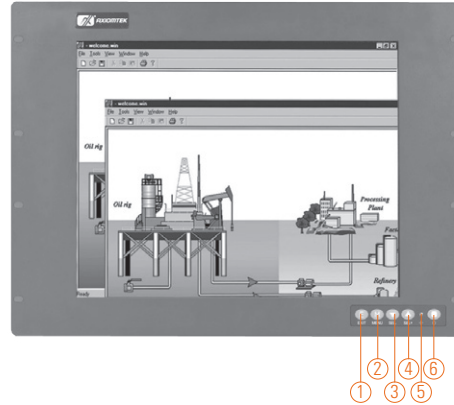 AXIOMTEK
- welcome.win
File Tools View Window Help
- welcome.win
File Tools View Window Help
Oil rig
Oil rig
Processing
Plant
Refinery
Ready
MENU
1
2
3
4
5
6